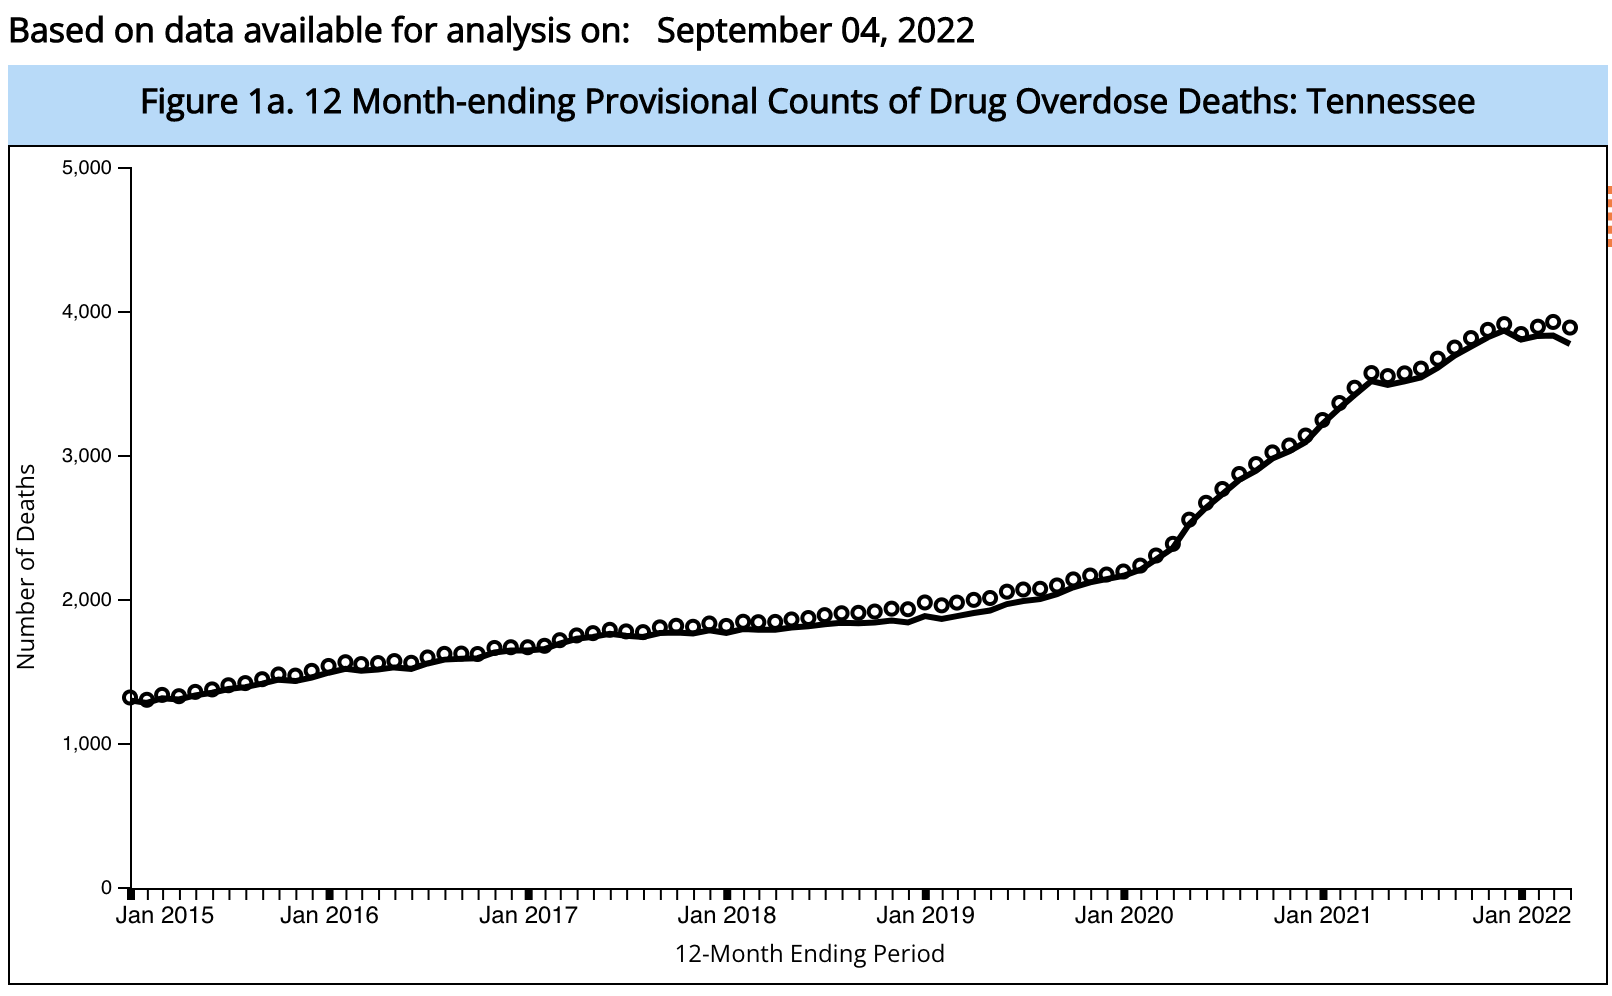 Based on data available for analysis on: September 04, 2022
Figure 1a. 12 Month-ending Provisional Counts of Drug Overdose Deaths: Tennessee
5,000
4,000
3,000
2,000
1,000
0
Number of Deaths
Jan 2015 Jan 2016 Jan 2017 Jan 2018 Jan 2019 Jan 2020 Jan 2021 Jan 2022
12-Month Ending Period